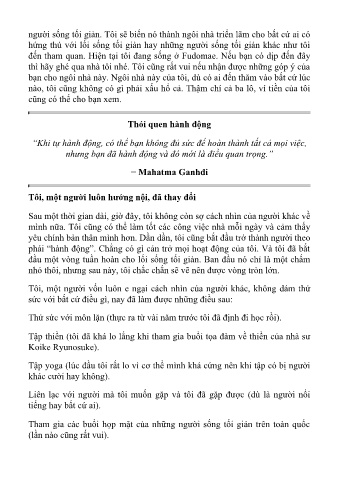 người sống tối giản. Tôi sẽ biến nó thành ngôi nhà triển lãm cho bất cứ ai có
hứng thú với lối sống tối giản hay những người sống tối giản khác như tôi
đến tham quan. Hiện tại tôi đang sống ở Fudomae. Nếu bạn có dịp đến đây
thì hãy ghé qua nhà tôi nhé. Tôi cũng rất vui nếu nhận được những góp ý của
bạn cho ngôi nhà này. Ngôi nhà này của tôi, dù có ai đến thăm vào bất cứ lúc
nào, tôi cũng không có gì phải xấu hổ cả. Thậm chí cả ba lô, ví tiền của tôi
cũng có thể cho bạn xem.
Thói quen hành động
“Khi tự hành động, có thể bạn không đủ sức để hoàn thành tất cả mọi việc,
nhưng bạn đã hành động và đó mới là điều quan trọng.”
− Mahatma Ganhdi
Tôi, một người luôn hướng nội, đã thay đổi
Sau một thời gian dài, giờ đây, tôi không còn sợ cách nhìn của người khác về
mình nữa. Tôi cũng có thể làm tốt các công việc nhà mỗi ngày và cảm thấy
yêu chính bản thân mình hơn. Dần dần, tôi cũng bắt đầu trở thành người theo
phái “hành động”. Chẳng có gì cản trở mọi hoạt động của tôi. Và tôi đã bắt
đầu một vòng tuần hoàn cho lối sống tối giản. Ban đầu nó chỉ là một chấm
nhỏ thôi, nhưng sau này, tôi chắc chắn sẽ vẽ nên được vòng tròn lớn.
Tôi, một người vốn luôn e ngại cách nhìn của người khác, không dám thử
sức với bất cứ điều gì, nay đã làm được những điều sau:
Thử sức với môn lặn (thực ra từ vài năm trước tôi đã định đi học rồi).
Tập thiền (tôi đã khá lo lắng khi tham gia buổi tọa đàm về thiền của nhà sư
Koike Ryunosuke).
Tập yoga (lúc đầu tôi rất lo vì cơ thể mình khá cứng nên khi tập có bị người
khác cười hay không).
Liên lạc với người mà tôi muốn gặp và tôi đã gặp được (dù là người nổi
tiếng hay bất cứ ai).
Tham gia các buổi họp mặt của những người sống tối giản trên toàn quốc
(lần nào cũng rất vui).